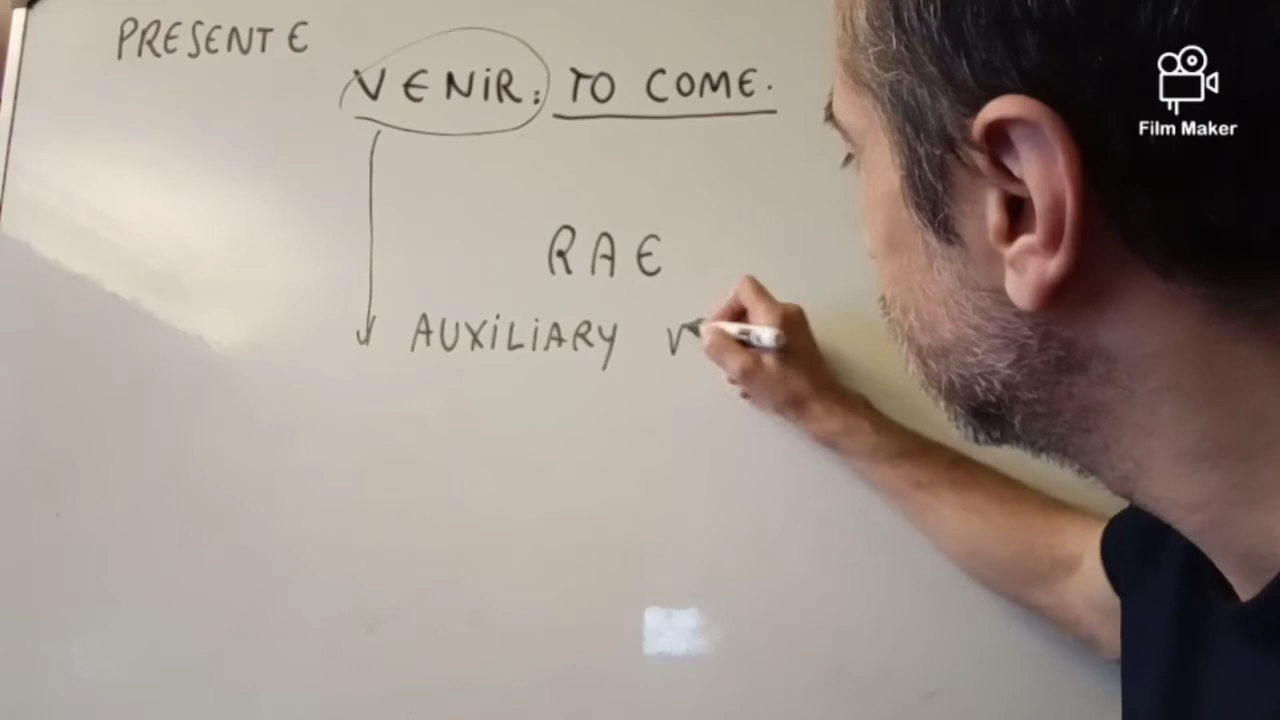 PRESENTE
VENIR: TO COME.
RAE
AUXILIARY V
Film Maker